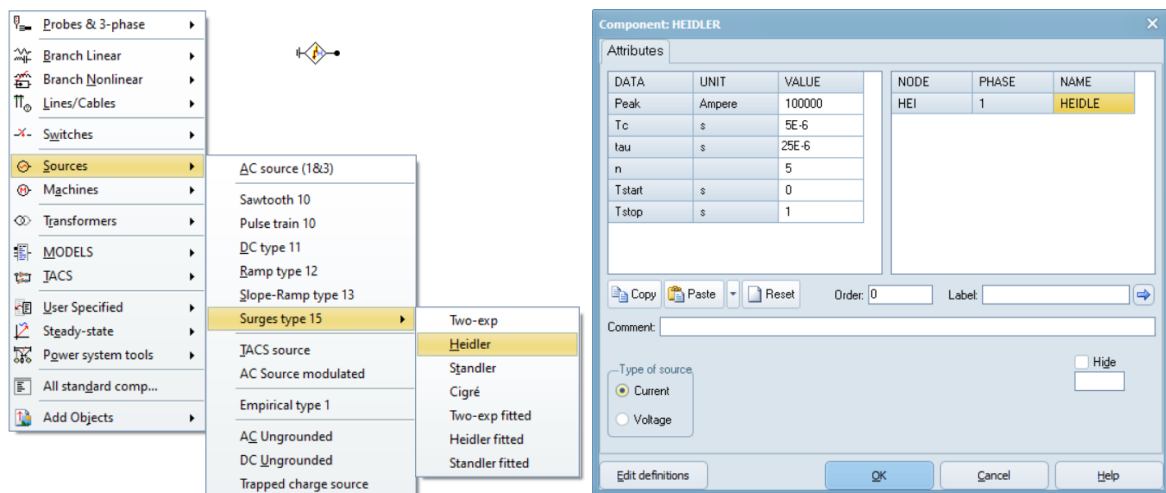 Probes & 3-phase
Branch Linear
Branch Nonlinear
Lines/Cables
Switches
Sources
Machines
Transformers
MODELS
TACS
User Specified
Steady-state
Power system tools
All standard comp...
Add Objects
AC source (1&3)
Sawtooth 10
Pulse train 10
DC type 11
Ramp type 12
Slope-Ramp type 13
Surges type 15
TACS source
AC Source modulated
Empirical type 1
AC Ungrounded
DC Ungrounded
Trapped charge source
Two-exp
Heidler
Standler
Cigré
Two-exp fitted
Heidler fitted
Standler fitted
Component: HEIDLER
Attributes
DATA UNIT VALUE
Peak Ampere 100000
Tc s 5E-6
tau s 25E-6
n 5
Tstart s 0
Tstop s 1
NODE PHASE NAME
HEI 1 HEIDLE
Copy Paste Reset Order: 0 Label:
Comment:
Type of source
Current
Voltage
Hide
Edit definitions OK Cancel Help